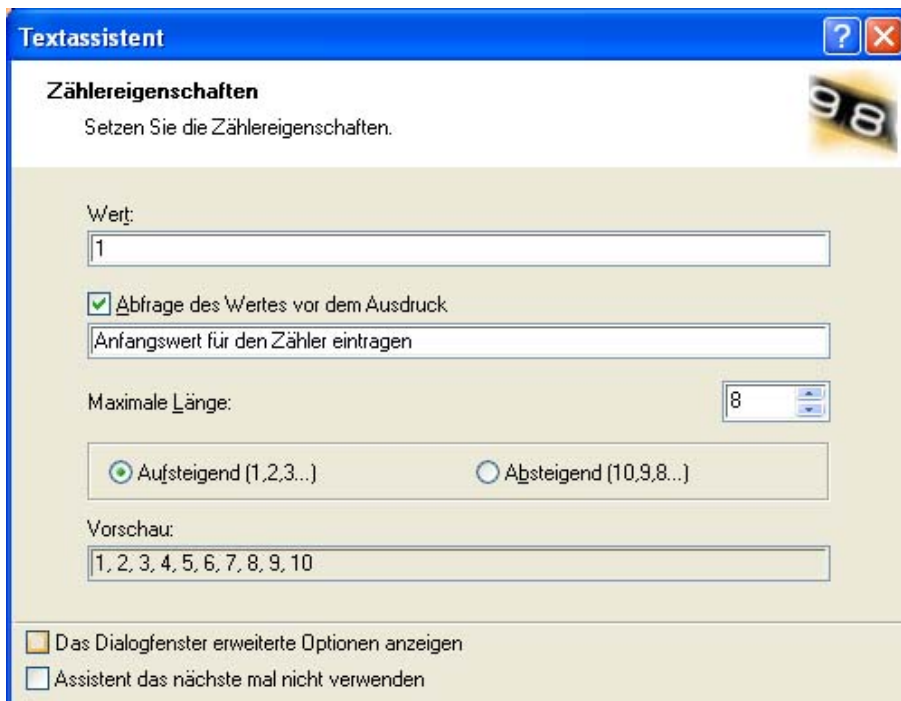 Textassistent
Zählereigenschaften
Setzen Sie die Zählereigenschaften.
98
Wert:
1
Abfrage des Wertes vor dem Ausdruck
Anfangswert für den Zähler eintragen
Maximale Länge: 8
Aufsteigend (1,2,3...) Absteigend (10,9,8...)
Vorschau:
1, 2, 3, 4, 5, 6, 7, 8, 9, 10
Das Dialogfenster erweiterte Optionen anzeigen
Assistent das nächste mal nicht verwenden